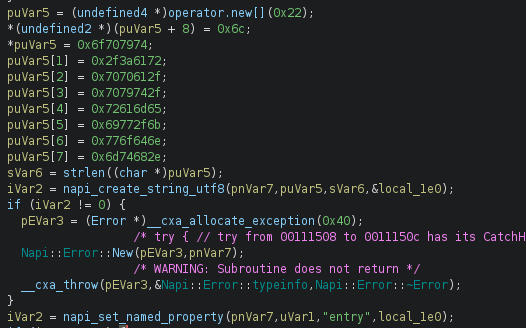 puVar5 = (undefined4 *)operator.new[](0x22);
*(undefined2 *)(puVar5 + 8) = 0x6c;
*puVar5 = 0x6f707974;
puVar5[1] = 0x2f3a6172;
puVar5[2] = 0x7070612f;
puVar5[3] = 0x7079742f;
puVar5[4] = 0x72616d65;
puVar5[5] = 0x69772f6b;
puVar5[6] = 0x776f646e;
puVar5[7] = 0x6d74682e;
sVar6 = strlen((char *)puVar5);
iVar2 = napi_create_string_utf8(pnVar7,puVar5,sVar6,&local_1e0);
if (iVar2 != 0) {
pEVar3 = (Error *)__cxa_allocate_exception(0x40);
/* try { // try from 00111508 to 0011150c has its CatchH
Napi::Error::New(pEVar3,pnVar7);
/* WARNING: Subroutine does not return */
__cxa_throw(pEVar3,&Napi::Error::typeinfo,Napi::Error::~Error);
}
iVar2 = napi_set_named_property(pnVar7,uVar1,"entry",local_1e0);